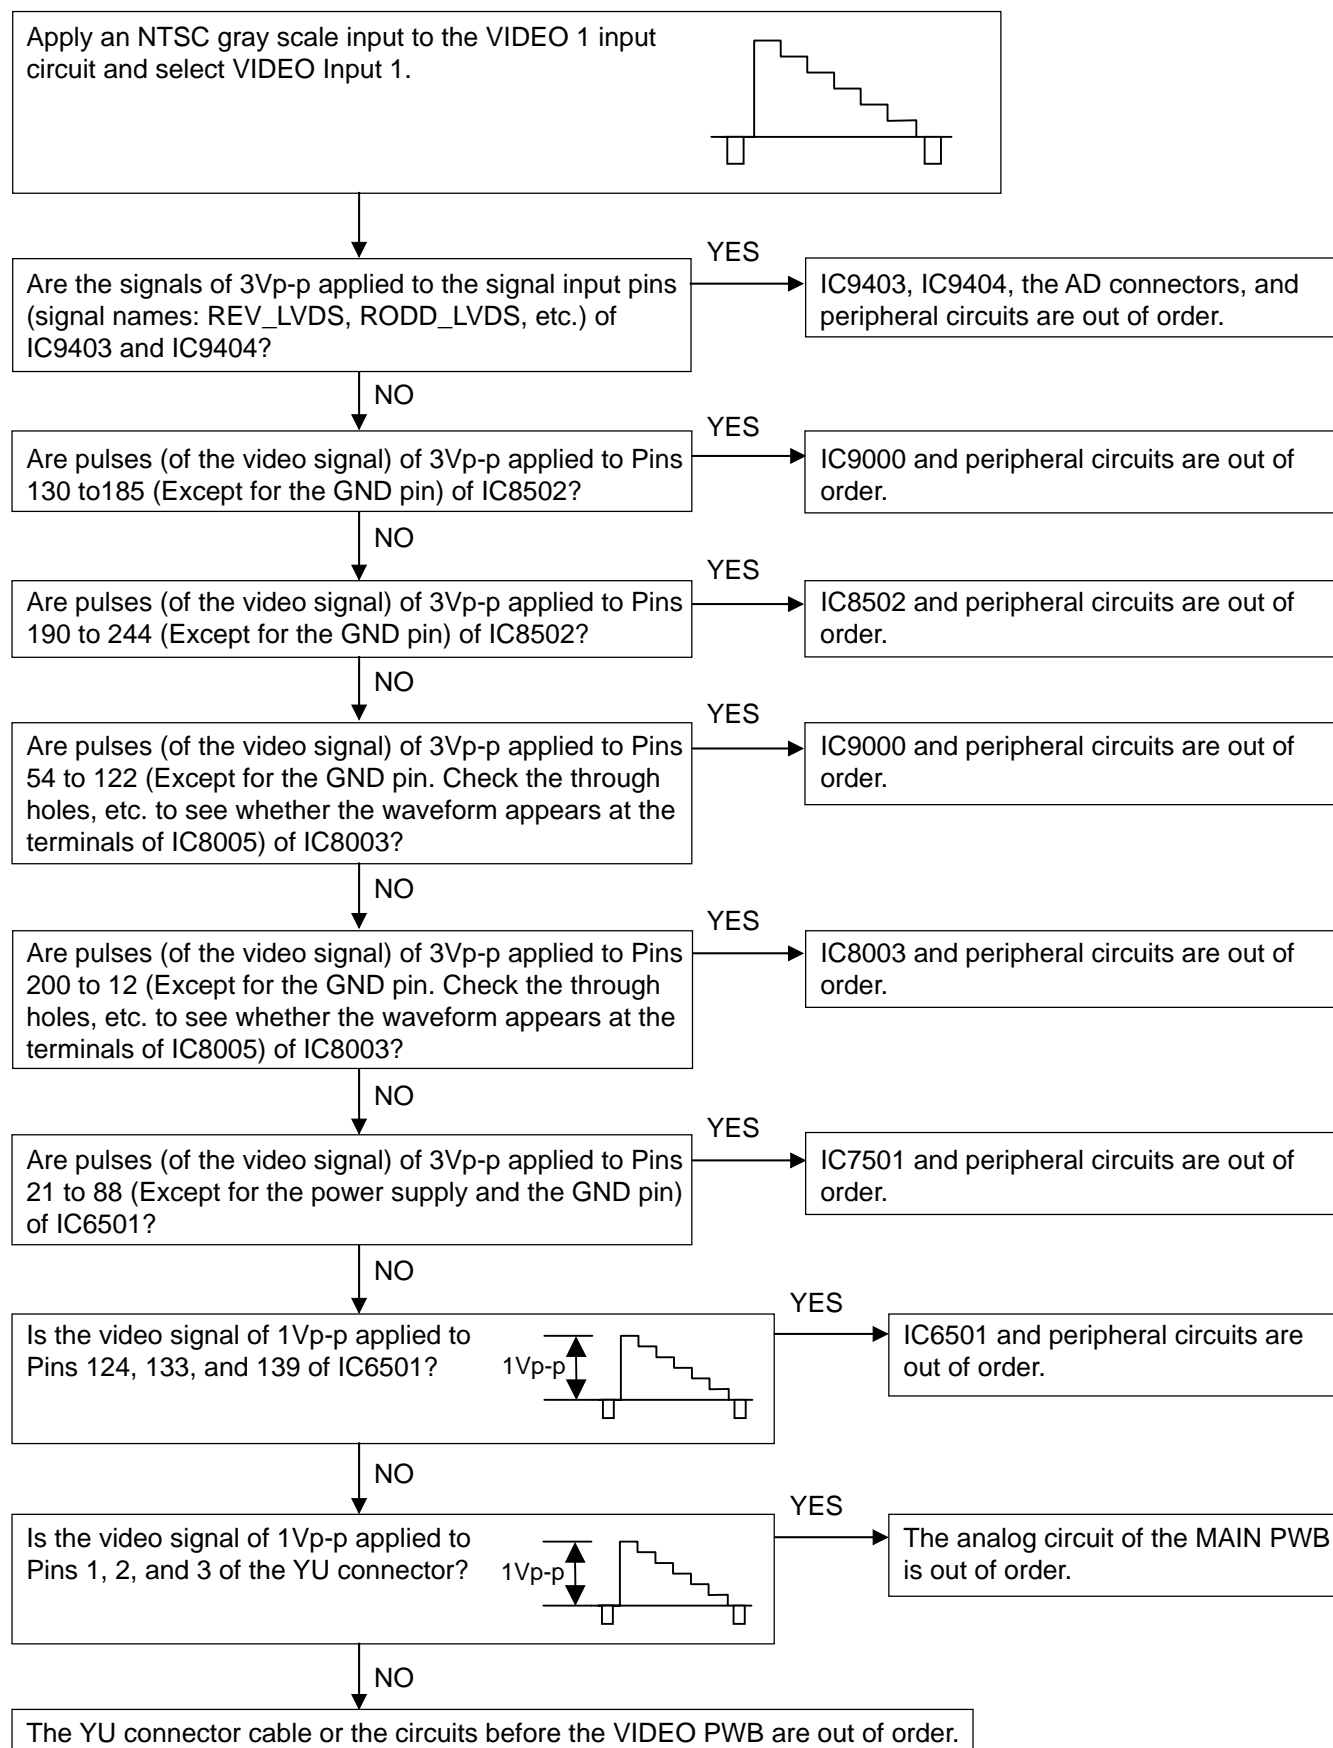 Apply an NTSC gray scale input to the VIDEO 1 input
circuit and select VIDEO Input 1.
YES
Are the signals of 3Vp-p applied to the signal input pins
(signal names: REV_LVDS, RODD_LVDS, etc.) of
IC9403 and IC9404?
IC9403, IC9404, the AD connectors, and
peripheral circuits are out of order.
NO
YES
Are pulses (of the video signal) of 3Vp-p applied to Pins
130 to185 (Except for the GND pin) of IC8502?
IC9000 and peripheral circuits are out of
order.
NO
YES
Are pulses (of the video signal) of 3Vp-p applied to Pins
190 to 244 (Except for the GND pin) of IC8502?
IC8502 and peripheral circuits are out of
order.
NO
YES
Are pulses (of the video signal) of 3Vp-p applied to Pins
54 to 122 (Except for the GND pin. Check the through
holes, etc. to see whether the waveform appears at the
terminals of IC8005) of IC8003?
IC9000 and peripheral circuits are out of
order.
NO
YES
Are pulses (of the video signal) of 3Vp-p applied to Pins
200 to 12 (Except for the GND pin. Check the through
holes, etc. to see whether the waveform appears at the
terminals of IC8005) of IC8003?
IC8003 and peripheral circuits are out of
order.
NO
YES
Are pulses (of the video signal) of 3Vp-p applied to Pins
21 to 88 (Except for the power supply and the GND pin)
of IC6501?
IC7501 and peripheral circuits are out of
order.
NO
YES
Is the video signal of 1Vp-p applied to
Pins 124, 133, and 139 of IC6501?
1Vp-p
IC6501 and peripheral circuits are
out of order.
NO
YES
Is the video signal of 1Vp-p applied to
Pins 1, 2, and 3 of the YU connector?
1Vp-p
The analog circuit of the MAIN PWB
is out of order.
NO
The YU connector cable or the circuits before the VIDEO PWB are out of order.